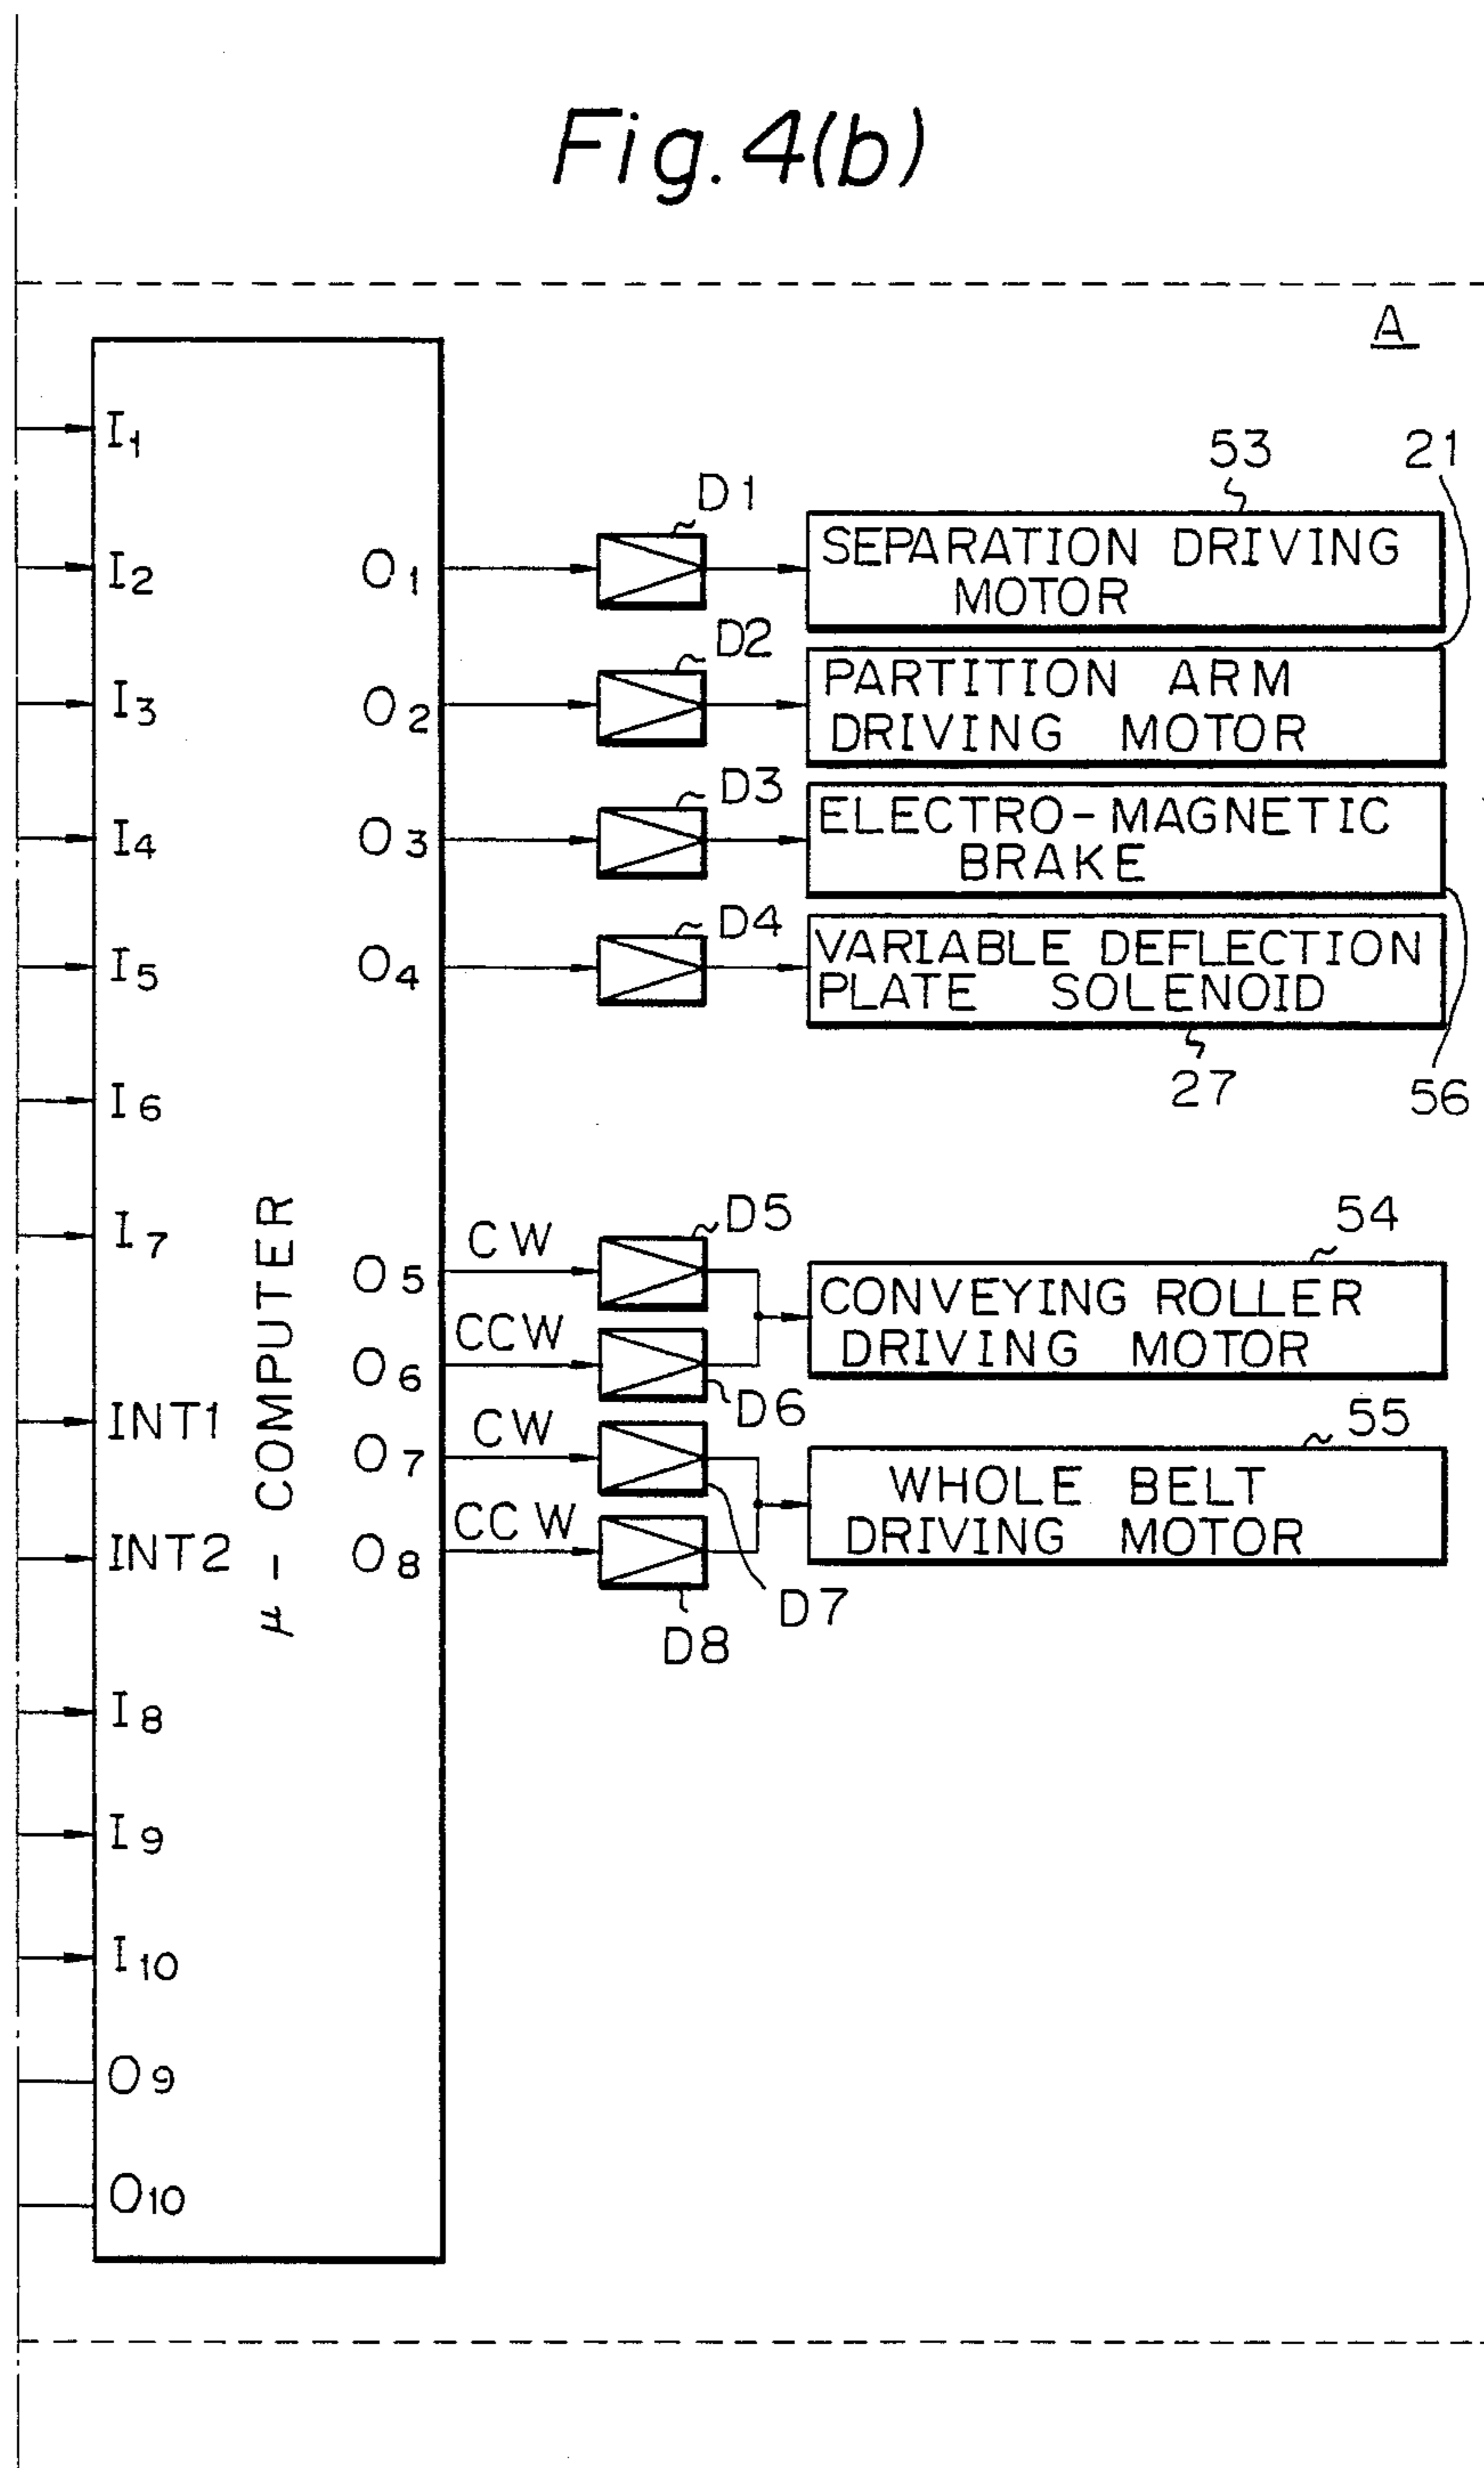 Fig. 4(b)
A
I1
I2
I3
I4
I5
I6
I7
INT1
INT2
I8
I9
I10
O9
O10
μ-COMPUTER
O1
O2
O3
O4
O5
O6
O7
O8
CW
CCW
CW
CCW
D1
D2
D3
D4
D5
D6
D7
D8
53
SEPARATION DRIVING
MOTOR
21
PARTITION ARM
DRIVING MOTOR
ELECTRO-MAGNETIC
BRAKE
56
VARIABLE DEFLECTION
PLATE SOLENOID
27
54
CONVEYING ROLLER
DRIVING MOTOR
55
WHOLE BELT
DRIVING MOTOR